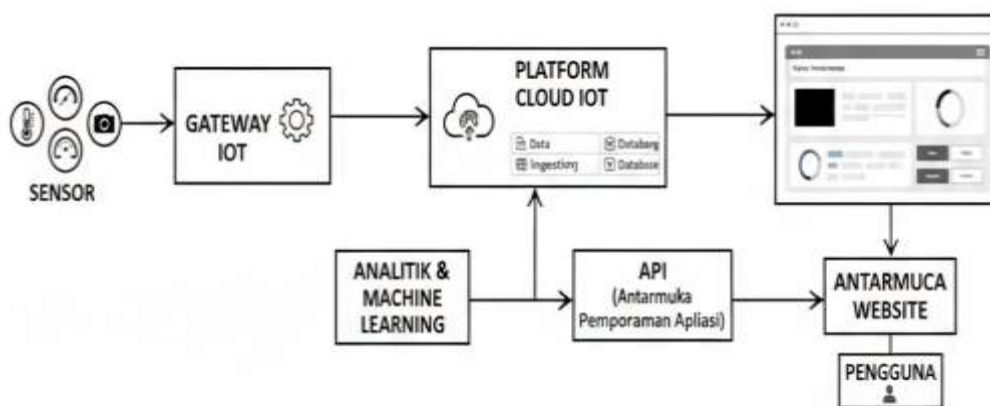 SENSOR
GATEWAY
IOT
PLATFORM
CLOUD IOT
Data
Databarg
Ingesting
Database
ANALITIK &
MACHINE
LEARNING
API
(Antarmuka
Pemporaman Apliasi)
ANTARMUCA
WEBSITE
PENGGUNA